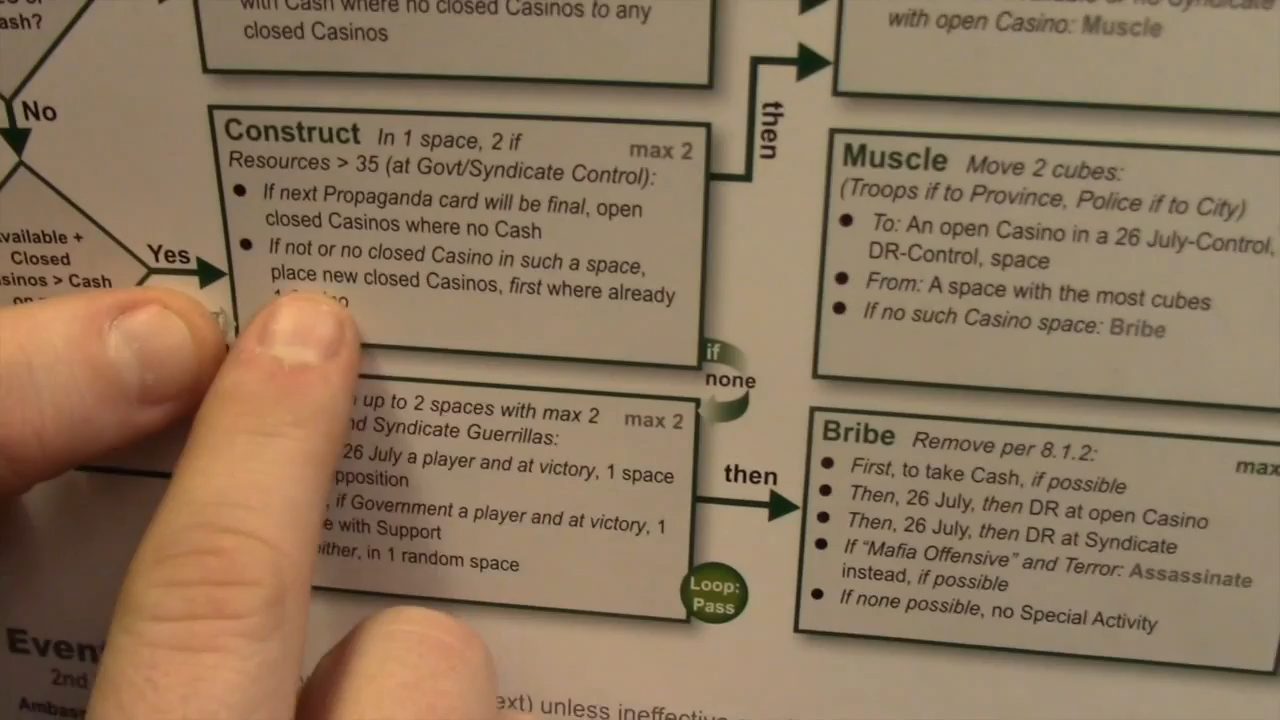 ash?
with Cash where no closed Casinos to any
closed Casinos
with open Casino: Muscle
No
then
Construct In 1 space, 2 if
max 2
Resources > 35 (at Govt/Syndicate Control):
● If next Propaganda card will be final, open
closed Casinos where no Cash
● If not or no closed Casino in such a space,
place new closed Casinos, first where already
Yes
vailable +
Closed
sinos > Cash
if
none
Muscle Move 2 cubes:
(Troops if to Province, Police if to City)
● To: An open Casino in a 26 July-Control,
DR-Control, space
● From: A space with the most cubes
● If no such Casino space: Bribe
up to 2 spaces with max 2
max 2
nd Syndicate Guerrillas:
26 July a player and at victory, 1 space
pposition
, if Government a player and at victory, 1
e with Support
either, in 1 random space
then
Loop:
Pass
Bribe Remove per 8.1.2:
max
● First, to take Cash, if possible
● Then, 26 July, then DR at open Casino
● Then, 26 July, then DR at Syndicate
● If "Mafia Offensive" and Terror: Assassinate
instead, if possible
● If none possible, no Special Activity
Even
2nd
Ambas
ext) unless ineffectiv